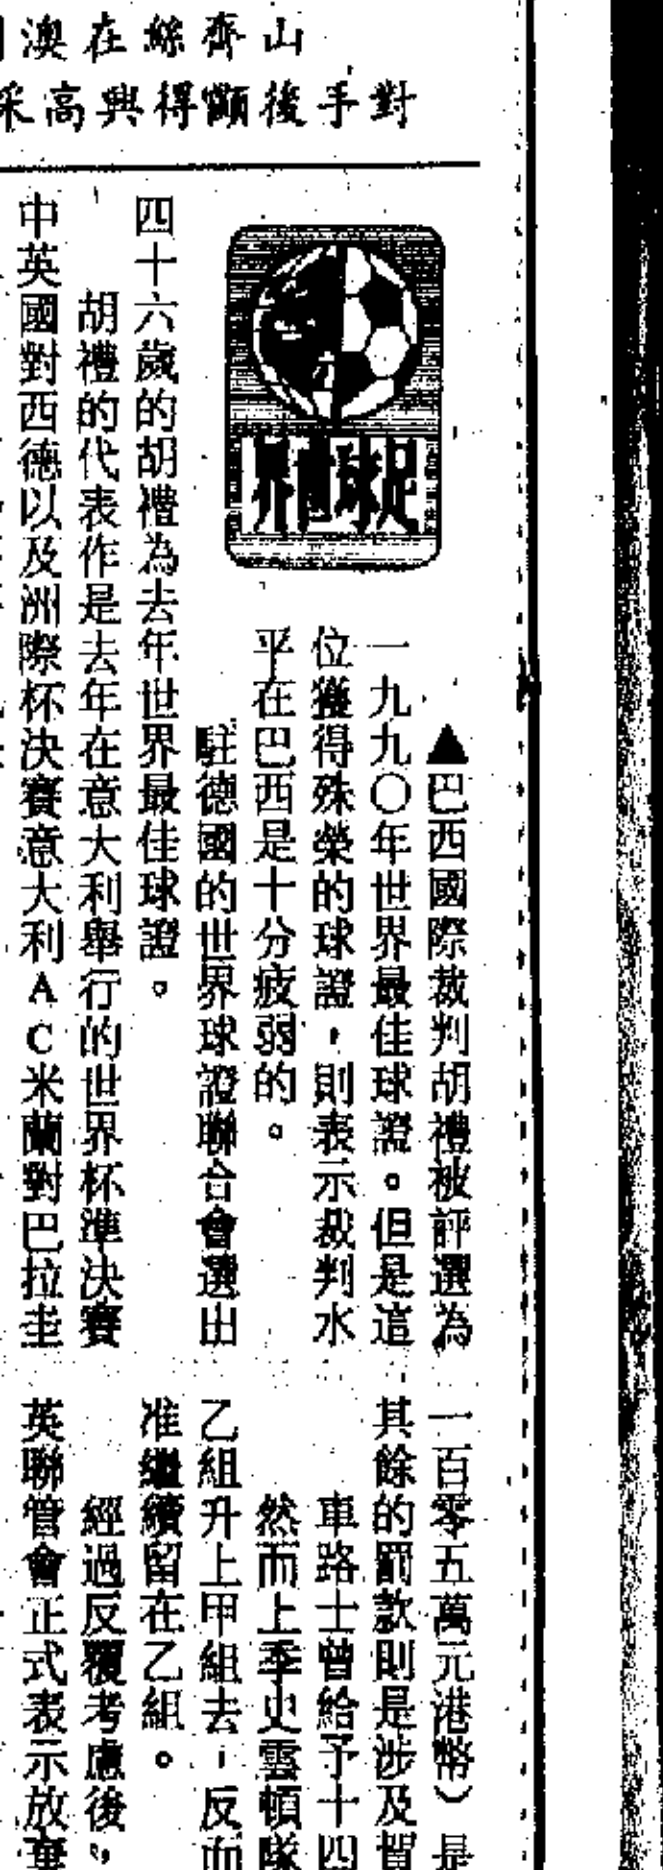 澳在絲齊山
采高興得顧後手對
界世球足
▲巴西國際裁判胡禮被評選為
一九九〇年世界最佳球證。但是這
位獲得殊榮的球證，則表示裁判水
平在巴西是十分疲弱的。
駐德國的世界球證聯合會選出
四十六歲的胡禮為去年世界最佳球證。
胡禮的代表作是去年在意大利舉行的世界杯準決賽
中英國對西德以及洲際杯決賽意大利AC米蘭對巴拉圭
一百零五萬元港幣）是
其餘的罰款則是涉及賀
車路士曾給予十四
然而上季史雲頓隊
乙組升上甲組去，反而
准繼續留在乙組。
經過反覆考慮後，
英聯管會正式表示放棄